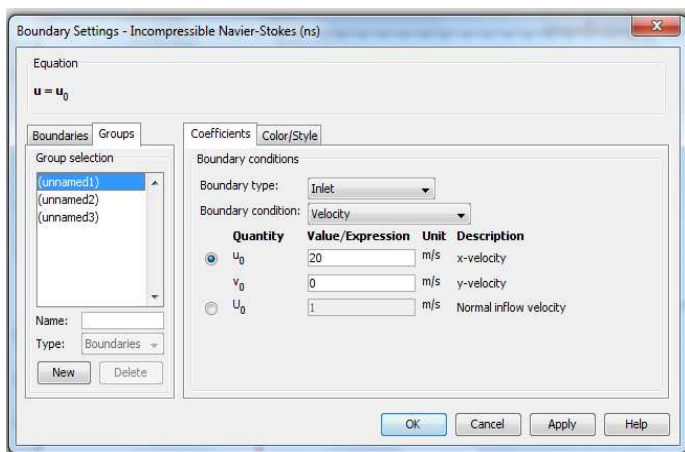 Boundary Settings - Incompressible Navier-Stokes (ns)
Equation
u = u0
Boundaries Groups
Group selection
(unnamed1)
(unnamed2)
(unnamed3)
Name:
Type: Boundaries
New Delete
Coefficients Color/Style
Boundary conditions
Boundary type: Inlet
Boundary condition: Velocity
Quantity Value/Expression Unit Description
u0 20 m/s x-velocity
v0 0 m/s y-velocity
U0 1 m/s Normal inflow velocity
OK Cancel Apply Help